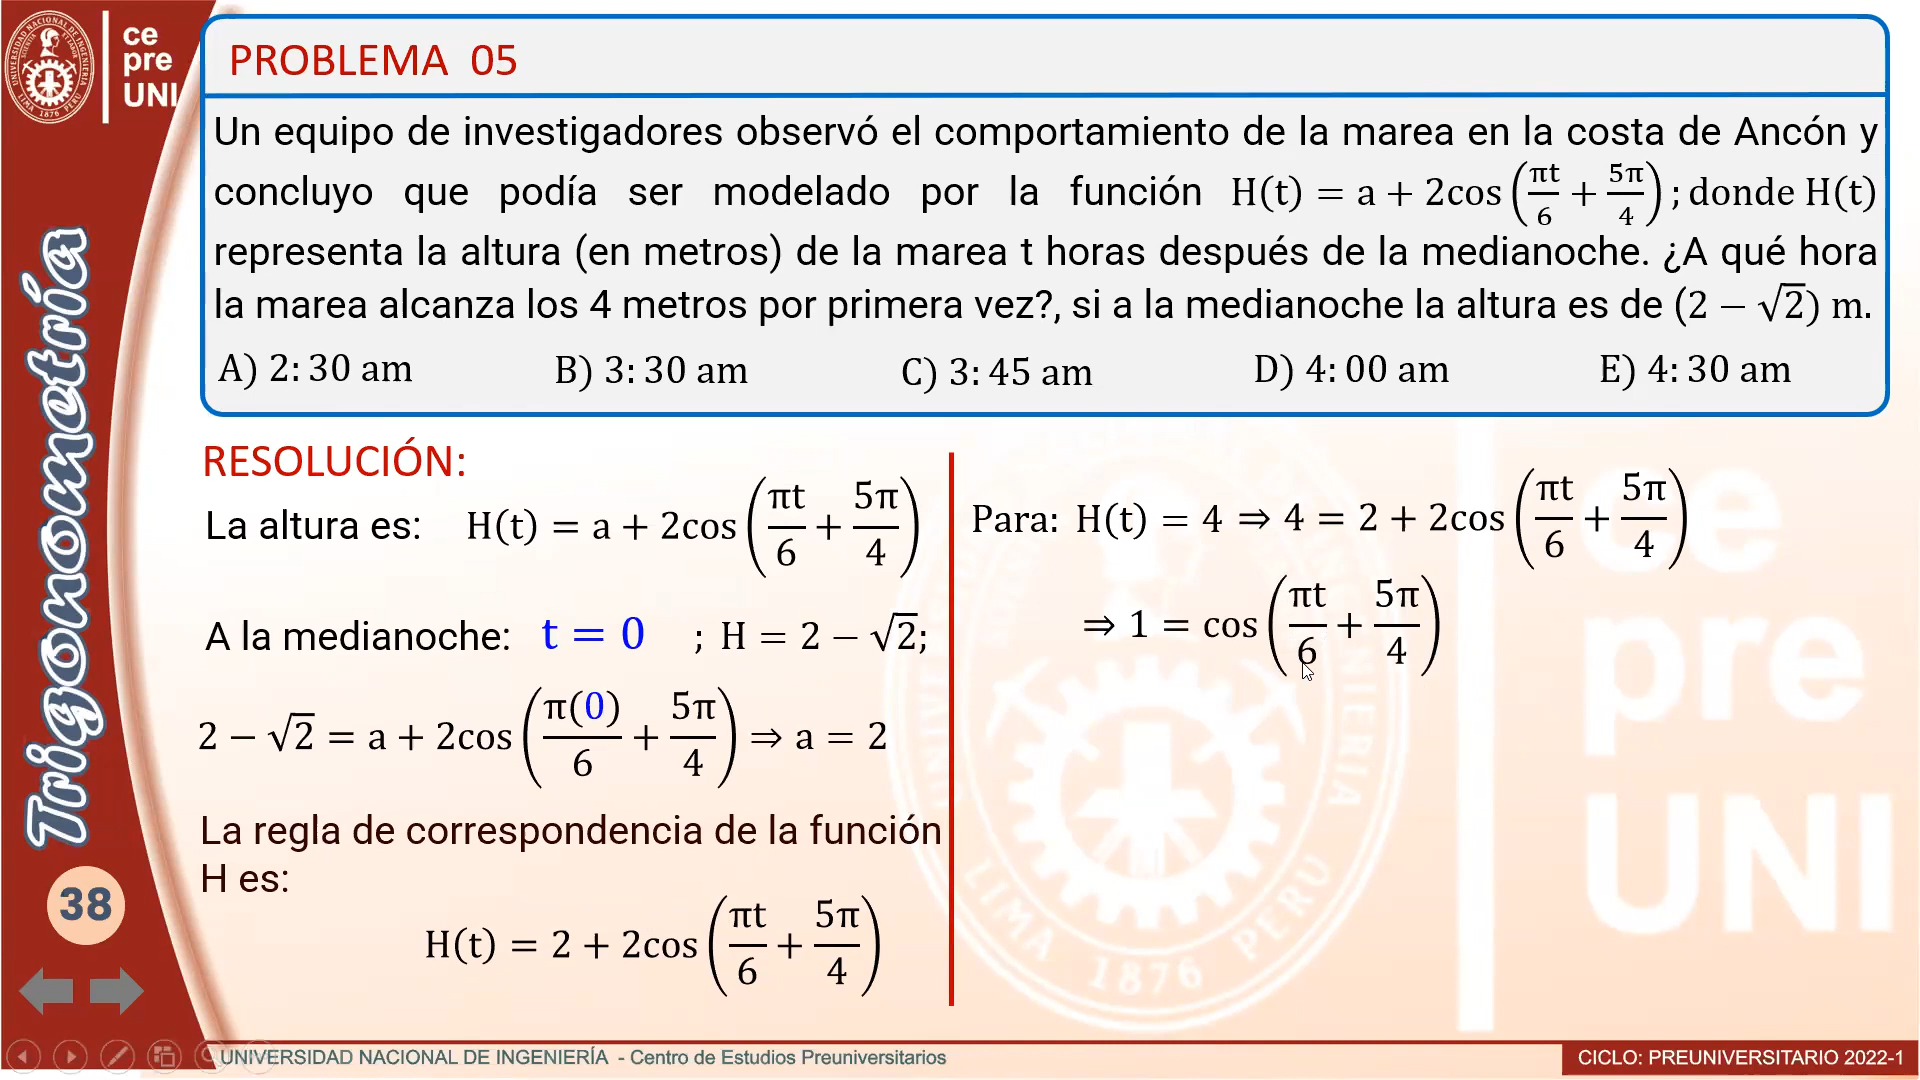 ce
pre
UNI
PROBLEMA 05
Un equipo de investigadores observó el comportamiento de la marea en la costa de Ancón y
concluyo que podía ser modelado por la función H(t) = a + 2cos(πt/6 + 5π/4) ; donde H(t)
representa la altura (en metros) de la marea t horas después de la medianoche. ¿A qué hora
la marea alcanza los 4 metros por primera vez?, si a la medianoche la altura es de (2 − √2) m.
A) 2: 30 am B) 3: 30 am C) 3: 45 am D) 4: 00 am E) 4: 30 am
Trigonometría
RESOLUCIÓN:
La altura es: H(t) = a + 2cos(πt/6 + 5π/4)
A la medianoche: t = 0 ; H = 2 − √2;
2 − √2 = a + 2cos(π(0)/6 + 5π/4) ⇒ a = 2
La regla de correspondencia de la función
H es:
H(t) = 2 + 2cos(πt/6 + 5π/4)
Para: H(t) = 4 ⇒ 4 = 2 + 2cos(πt/6 + 5π/4)
⇒ 1 = cos(πt/6 + 5π/4)
38
ce
pre
UNI
LIMA 1876 PERU
UNIVERSIDAD NACIONAL DE INGENIERÍA - Centro de Estudios Preuniversitarios
CICLO: PREUNIVERSITARIO 2022-1